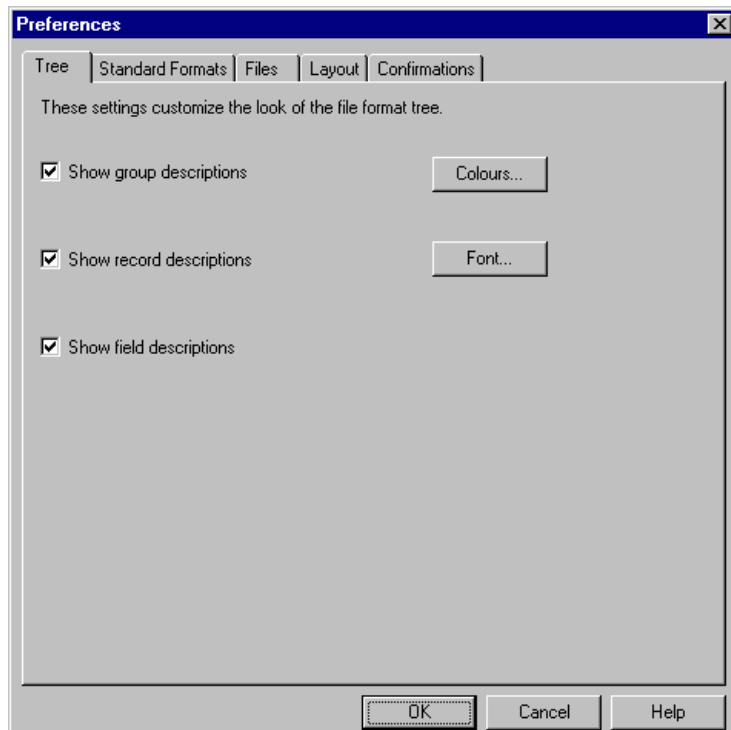 Preferences
Tree Standard Formats Files Layout Confirmations
These settings customize the look of the file format tree.
Show group descriptions Colours...
Show record descriptions Font...
Show field descriptions
OK Cancel Help